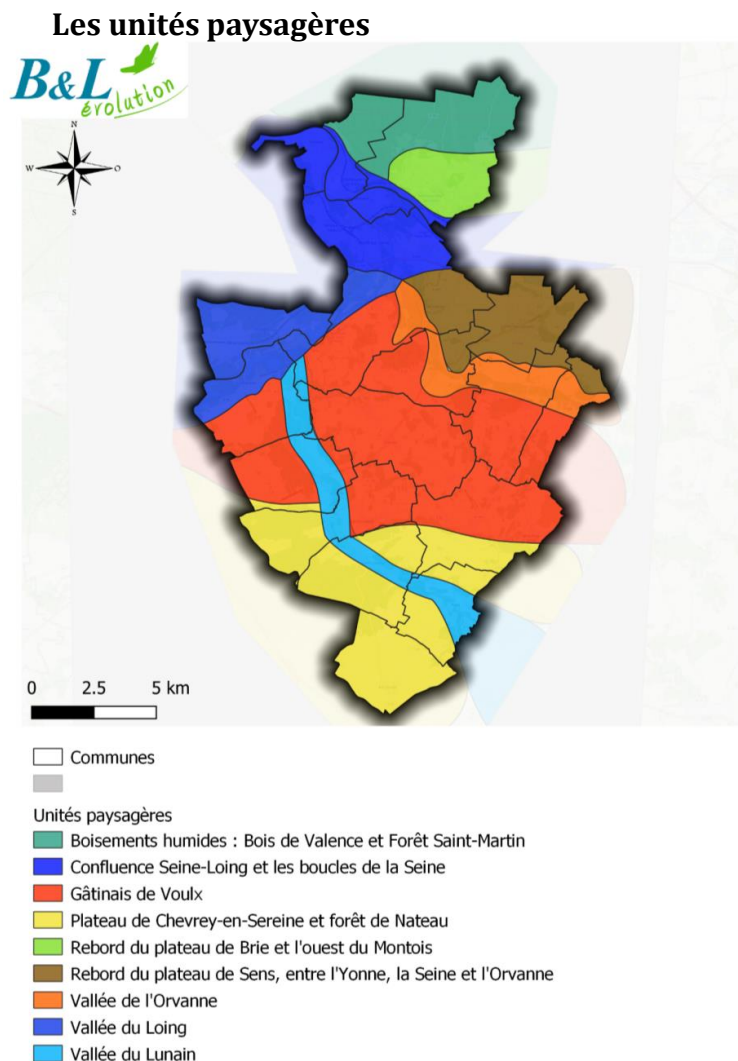 Les unités paysagères
B&L
évolution
N
W O
S
0 2.5 5 km
Communes
Unités paysagères
Boisements humides : Bois de Valence et Forêt Saint-Martin
Confluence Seine-Loing et les boucles de la Seine
Gâtinais de Voulx
Plateau de Chevrey-en-Sereine et forêt de Nateau
Rebord du plateau de Brie et l'ouest du Montois
Rebord du plateau de Sens, entre l'Yonne, la Seine et l'Orvanne
Vallée de l'Orvanne
Vallée du Loing
Vallée du Lunain